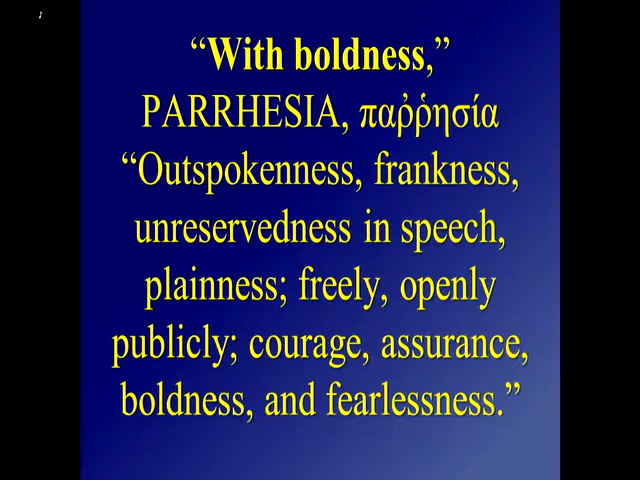 “With boldness,”
PARRHESIA, παῤῥησία
“Outspokenness, frankness,
unreservedness in speech,
plainness; freely, openly
publicly; courage, assurance,
boldness, and fearlessness.”